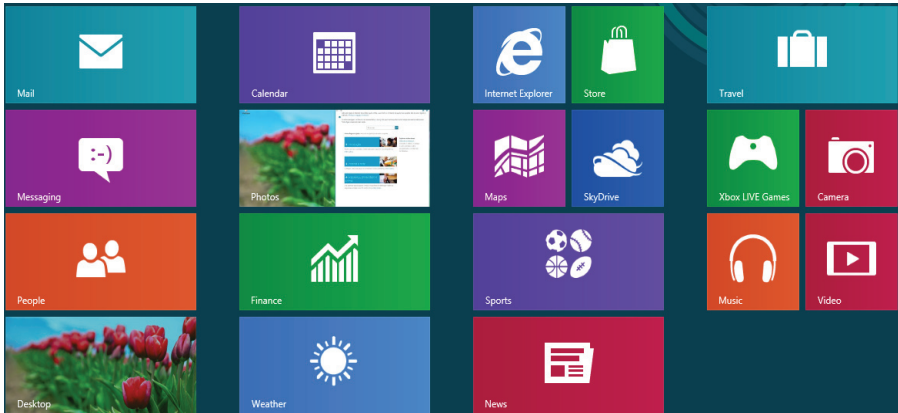 Mail
Calendar
Internet Explorer
Store
Travel
Messaging
:-)
Photos
Maps
SkyDrive
Xbox LIVE Games
Camera
People
Finance
Sports
Music
Video
Desktop
Weather
News